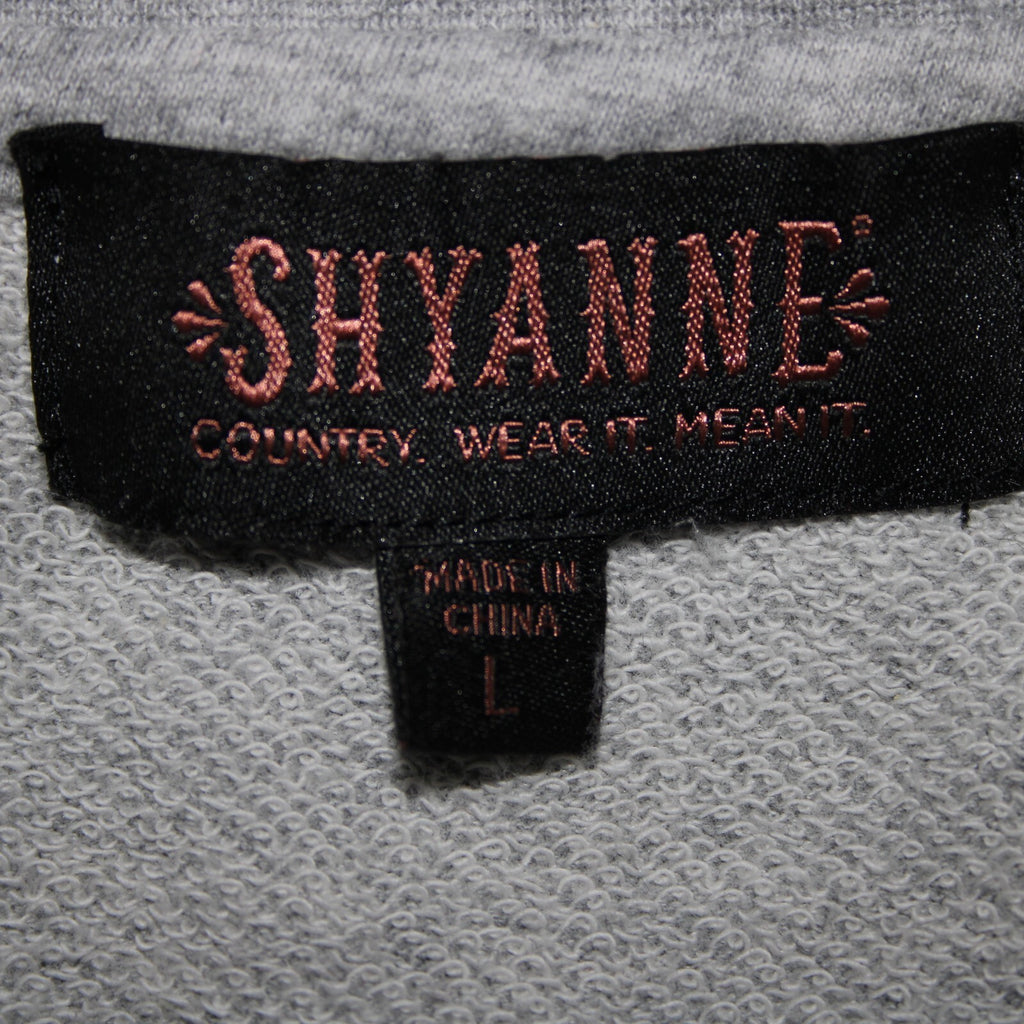 SHYANNE®
COUNTRY. WEAR IT. MEAN IT.
MADE IN
CHINA
L